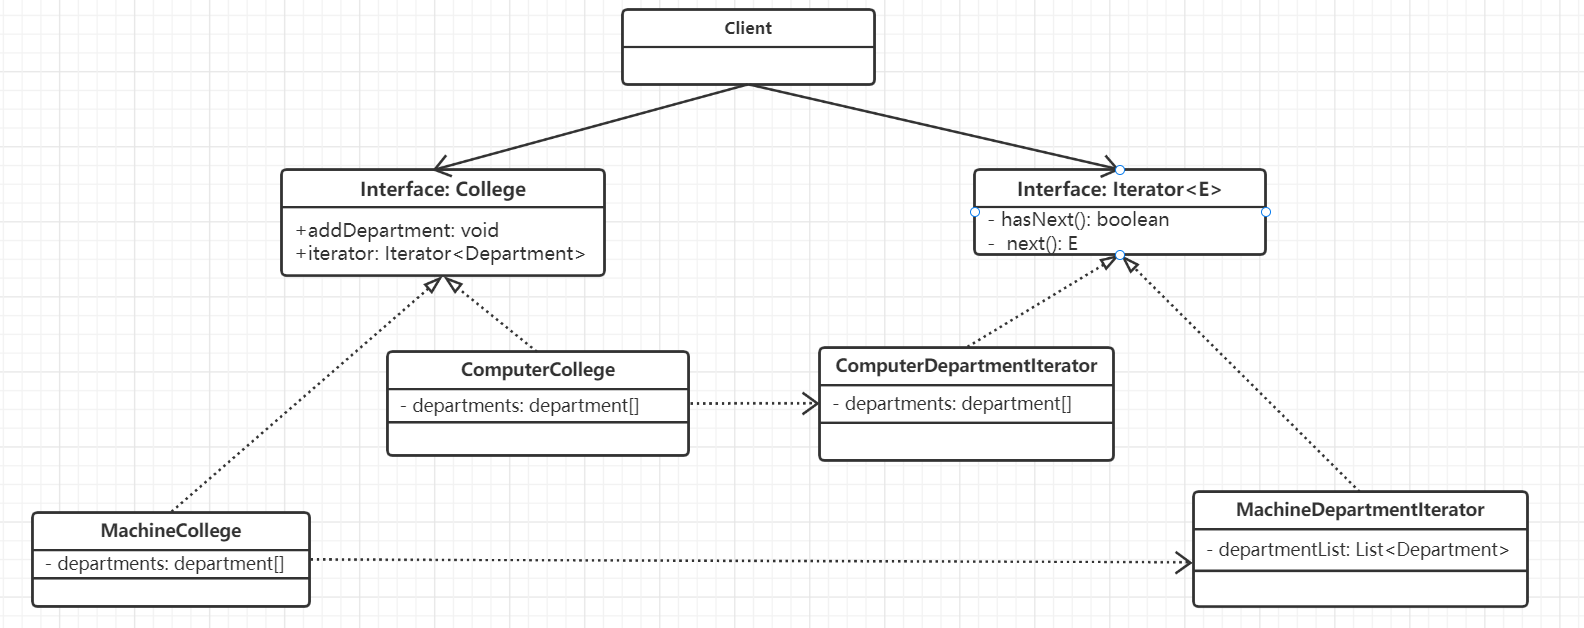 Client
Interface: College
+addDepartment: void
+iterator: Iterator<Department>
Interface: Iterator<E>
- hasNext(): boolean
- next(): E
ComputerCollege
- departments: department[]
ComputerDepartmentIterator
- departments: department[]
MachineCollege
- departments: department[]
MachineDepartmentIterator
- departmentList: List<Department>